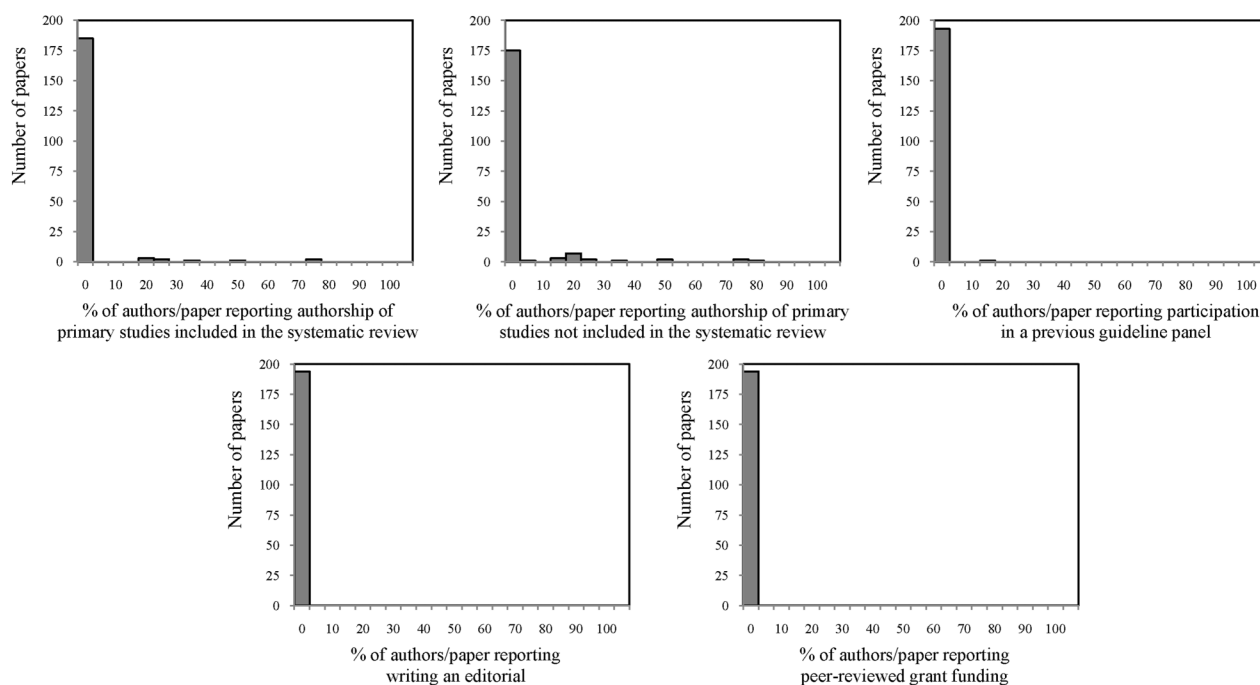 Number of papers
200
175
150
125
100
75
50
25
0
0 10 20 30 40 50 60 70 80 90 100
% of authors/paper reporting authorship of
primary studies included in the systematic review
Number of papers
200
175
150
125
100
75
50
25
0
0 10 20 30 40 50 60 70 80 90 100
% of authors/paper reporting authorship of primary
studies not included in the systematic review
Number of papers
200
175
150
125
100
75
50
25
0
0 10 20 30 40 50 60 70 80 90 100
% of authors/paper reporting participation
in a previous guideline panel
Number of papers
200
175
150
125
100
75
50
25
0
0 10 20 30 40 50 60 70 80 90 100
% of authors/paper reporting
writing an editorial
Number of papers
200
175
150
125
100
75
50
25
0
0 10 20 30 40 50 60 70 80 90 100
% of authors/paper reporting
peer-reviewed grant funding